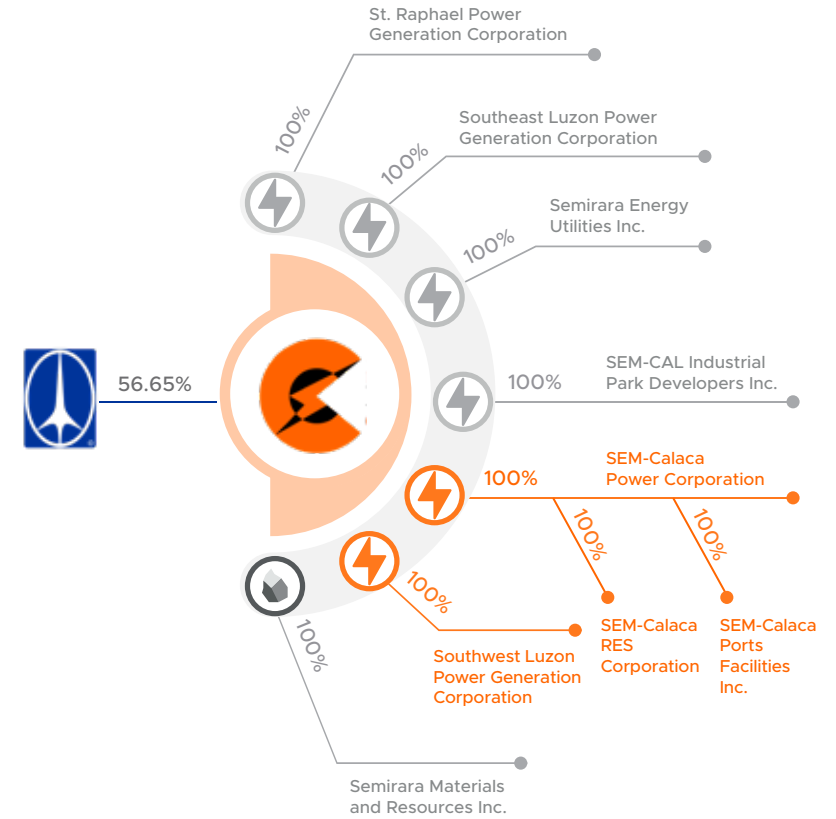 St. Raphael Power
Generation Corporation
100%
Southeast Luzon Power
Generation Corporation
100%
Semirara Energy
Utilities Inc.
100%
56.65%
SEM-CAL Industrial
Park Developers Inc.
100%
SEM-Calaca
Power Corporation
100%
100%
100%
100%
SEM-Calaca
RES
Corporation
SEM-Calaca
Ports
Facilities
Inc.
Southwest Luzon
Power Generation
Corporation
100%
Semirara Materials
and Resources Inc.